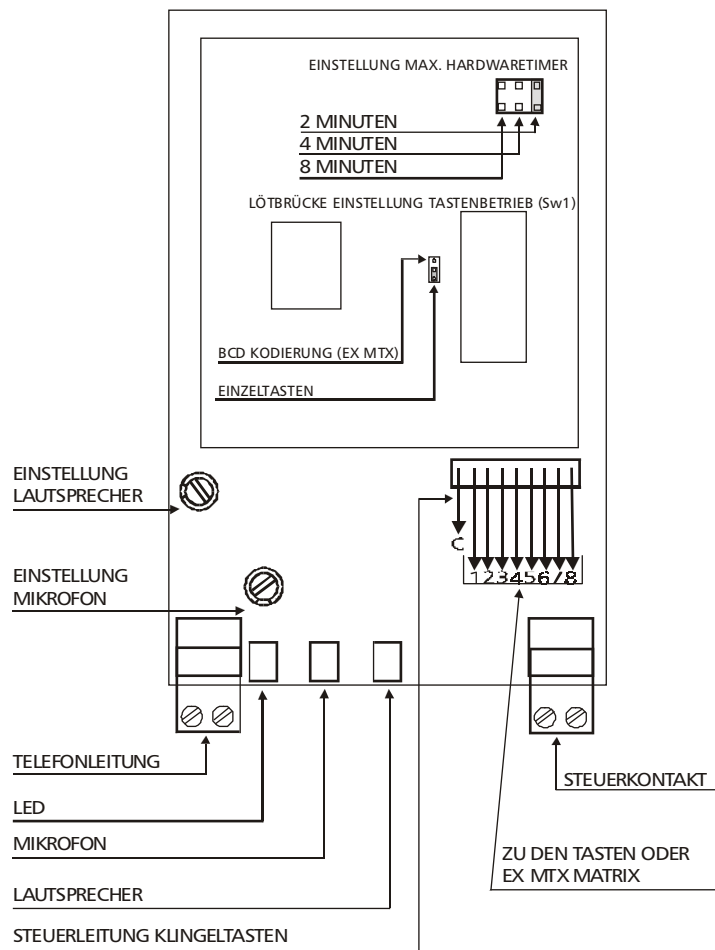 EINSTELLUNG MAX. HARDWARETIMER
2 MINUTEN
4 MINUTEN
8 MINUTEN
LÖTBRÜCKE EINSTELLUNG TASTENBETRIEB (Sw1)
BCD KODIERUNG (EX MTX)
EINZELTASTEN
EINSTELLUNG
LAUTSPRECHER
C
12345678
EINSTELLUNG
MIKROFON
TELEFONLEITUNG
STEUERKONTAKT
LED
MIKROFON
ZU DEN TASTEN ODER
EX MTX MATRIX
LAUTSPRECHER
STEUERLEITUNG KLINGELTASTEN